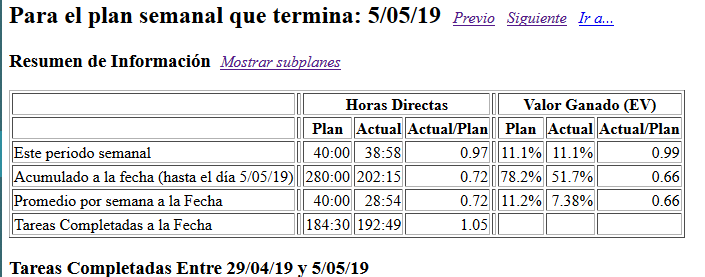 Para el plan semanal que termina: 5/05/19 Previo Siguiente Ir a...
Resumen de Información Mostrar subplanes
Horas Directas Valor Ganado (EV)
Plan Actual Actual/Plan Plan Actual Actual/Plan
Este periodo semanal 40:00 38:58 0.97 11.1% 11.1% 0.99
Acumulado a la fecha (hasta el día 5/05/19) 280:00 202:15 0.72 78.2% 51.7% 0.66
Promedio por semana a la Fecha 40:00 28:54 0.72 11.2% 7.38% 0.66
Tareas Completadas a la Fecha 184:30 192:49 1.05
Tareas Completadas Entre 29/04/19 y 5/05/19